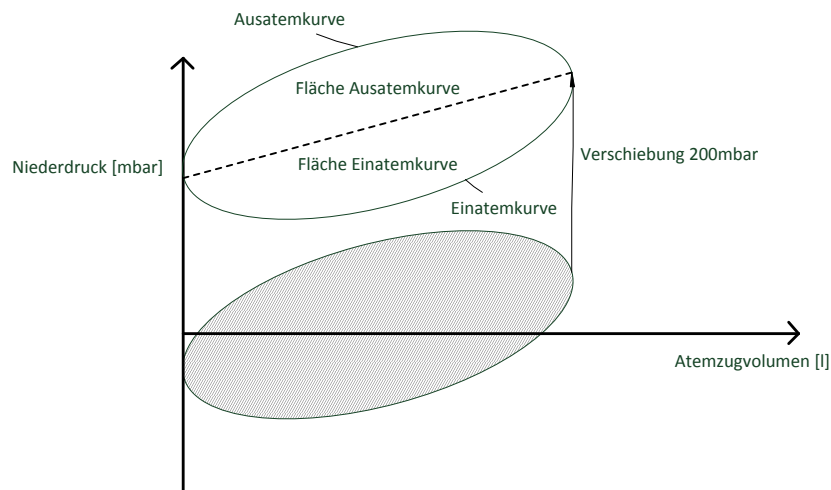 Ausatemkurve
Fläche Ausatemkurve
Niederdruck [mbar]
Fläche Einatemkurve
Verschiebung 200mbar
Einatemkurve
Atemzugvolumen [l]